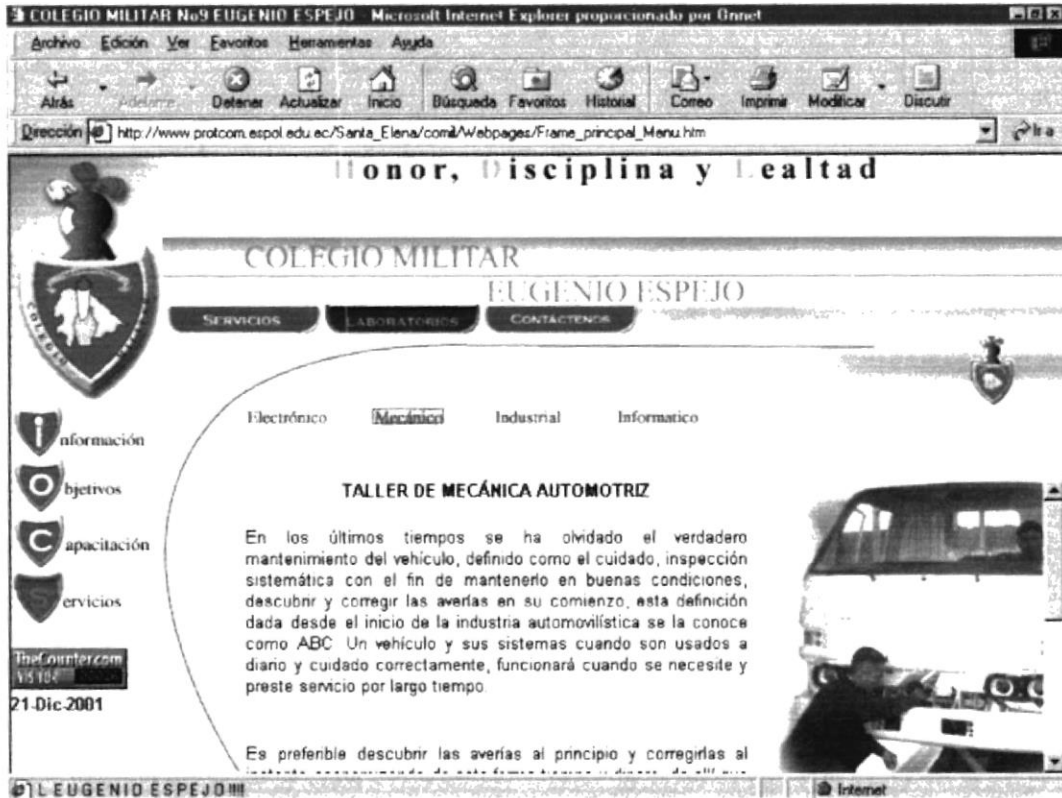 COLEGIO MILITAR No9 EUGENIO ESPEJO - Microsoft Internet Explorer proporcionado por Gnnet
Archivo Edición Ver Favoritos Herramientas Ayuda
Atrás Adelante Detener Actualizar Inicio Búsqueda Favoritos Historial Correo Imprimir Modificar Discutir
Dirección http://www.protcom.espol.edu.ec/Santa_Elena/comil/Webpages/Frame_principal_Menu.htm Ir a
Honor, Disciplina y Lealtad
COLEGIO MILITAR
EUGENIO ESPEJO
SERVICIOS LABORATORIOS CONTÁCTENOS
COLEGIO
Electrónico Mecánico Industrial Informatico
Información
Objetivos
Capacitación
Servicios
TheCounter.com
21-Dic-2001
TALLER DE MECÁNICA AUTOMOTRIZ
En los últimos tiempos se ha olvidado el verdadero
mantenimiento del vehículo, definido como el cuidado, inspección
sistemática con el fin de mantenerlo en buenas condiciones,
descubrir y corregir las averías en su comienzo, esta definición
dada desde el inicio de la industria automovilística se la conoce
como ABC. Un vehículo y sus sistemas cuando son usados a
diario y cuidado correctamente, funcionará cuando se necesite y
preste servicio por largo tiempo.
Es preferible descubrir las averías al principio y corregirlas al
L EUGENIO ESPEJO!!!! Internet